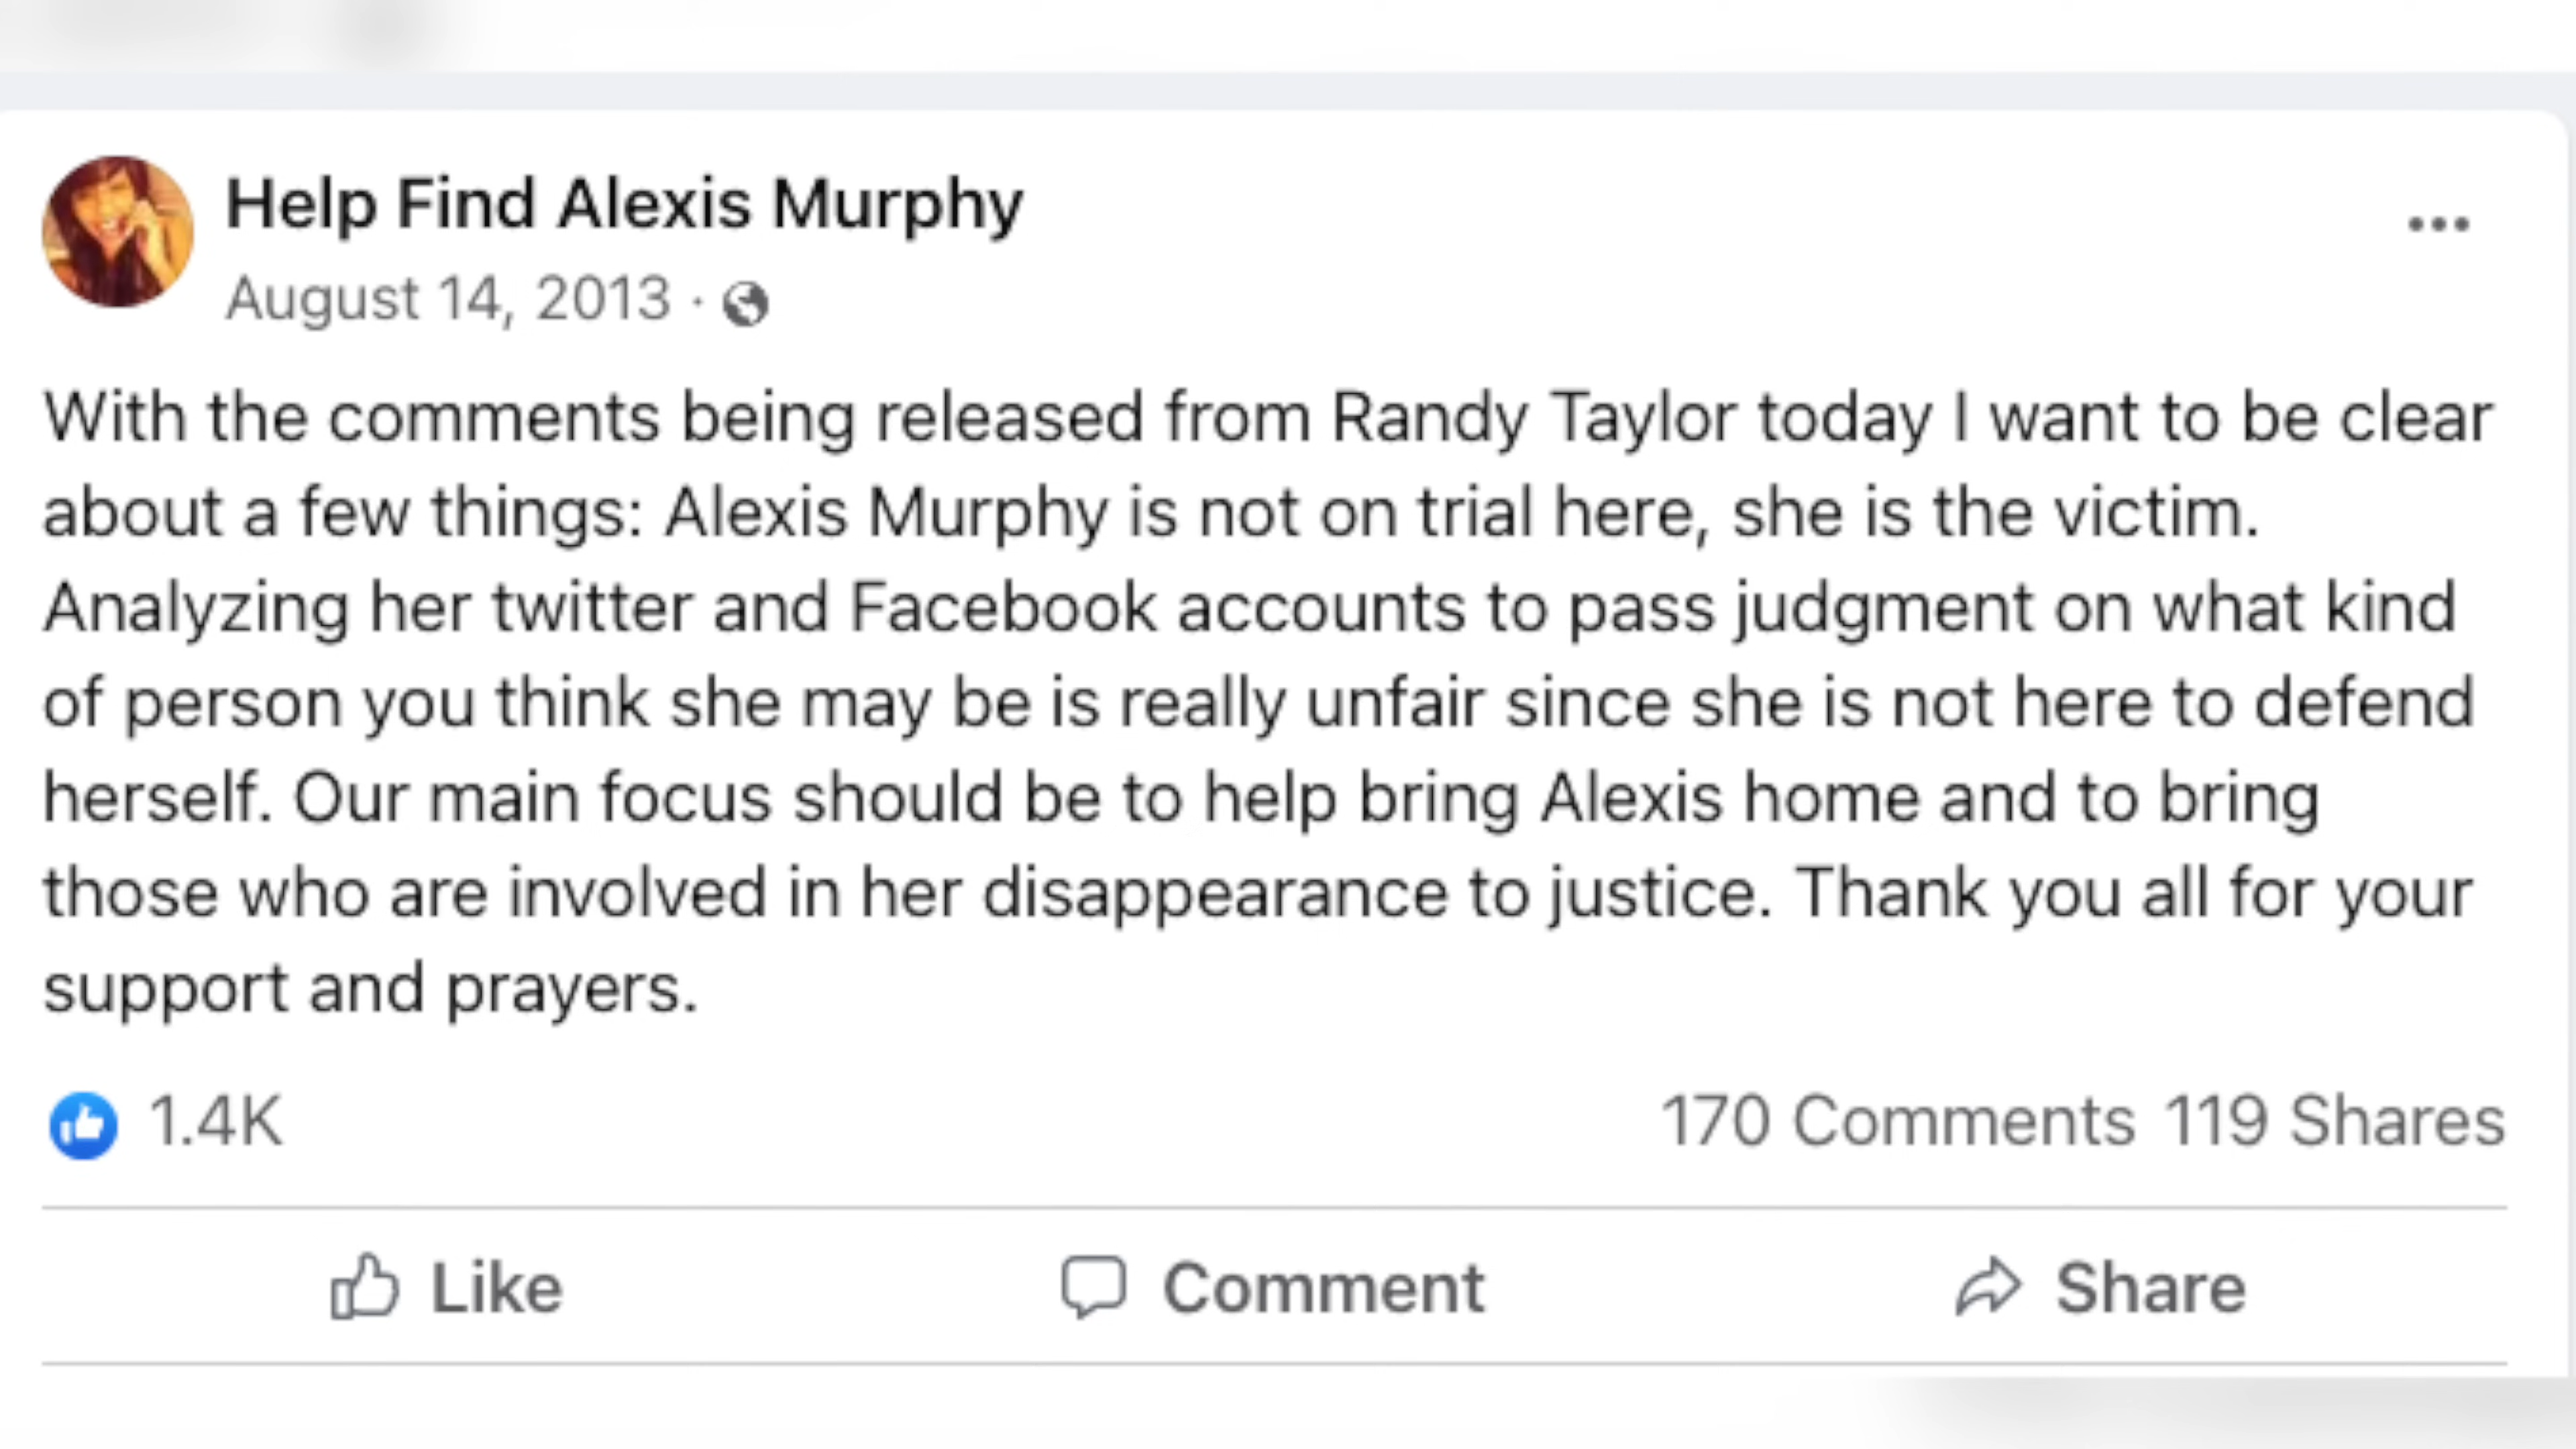 Help Find Alexis Murphy
August 14, 2013 ·
With the comments being released from Randy Taylor today I want to be clear
about a few things: Alexis Murphy is not on trial here, she is the victim.
Analyzing her twitter and Facebook accounts to pass judgment on what kind
of person you think she may be is really unfair since she is not here to defend
herself. Our main focus should be to help bring Alexis home and to bring
those who are involved in her disappearance to justice. Thank you all for your
support and prayers.
1.4K 170 Comments 119 Shares
Like Comment Share